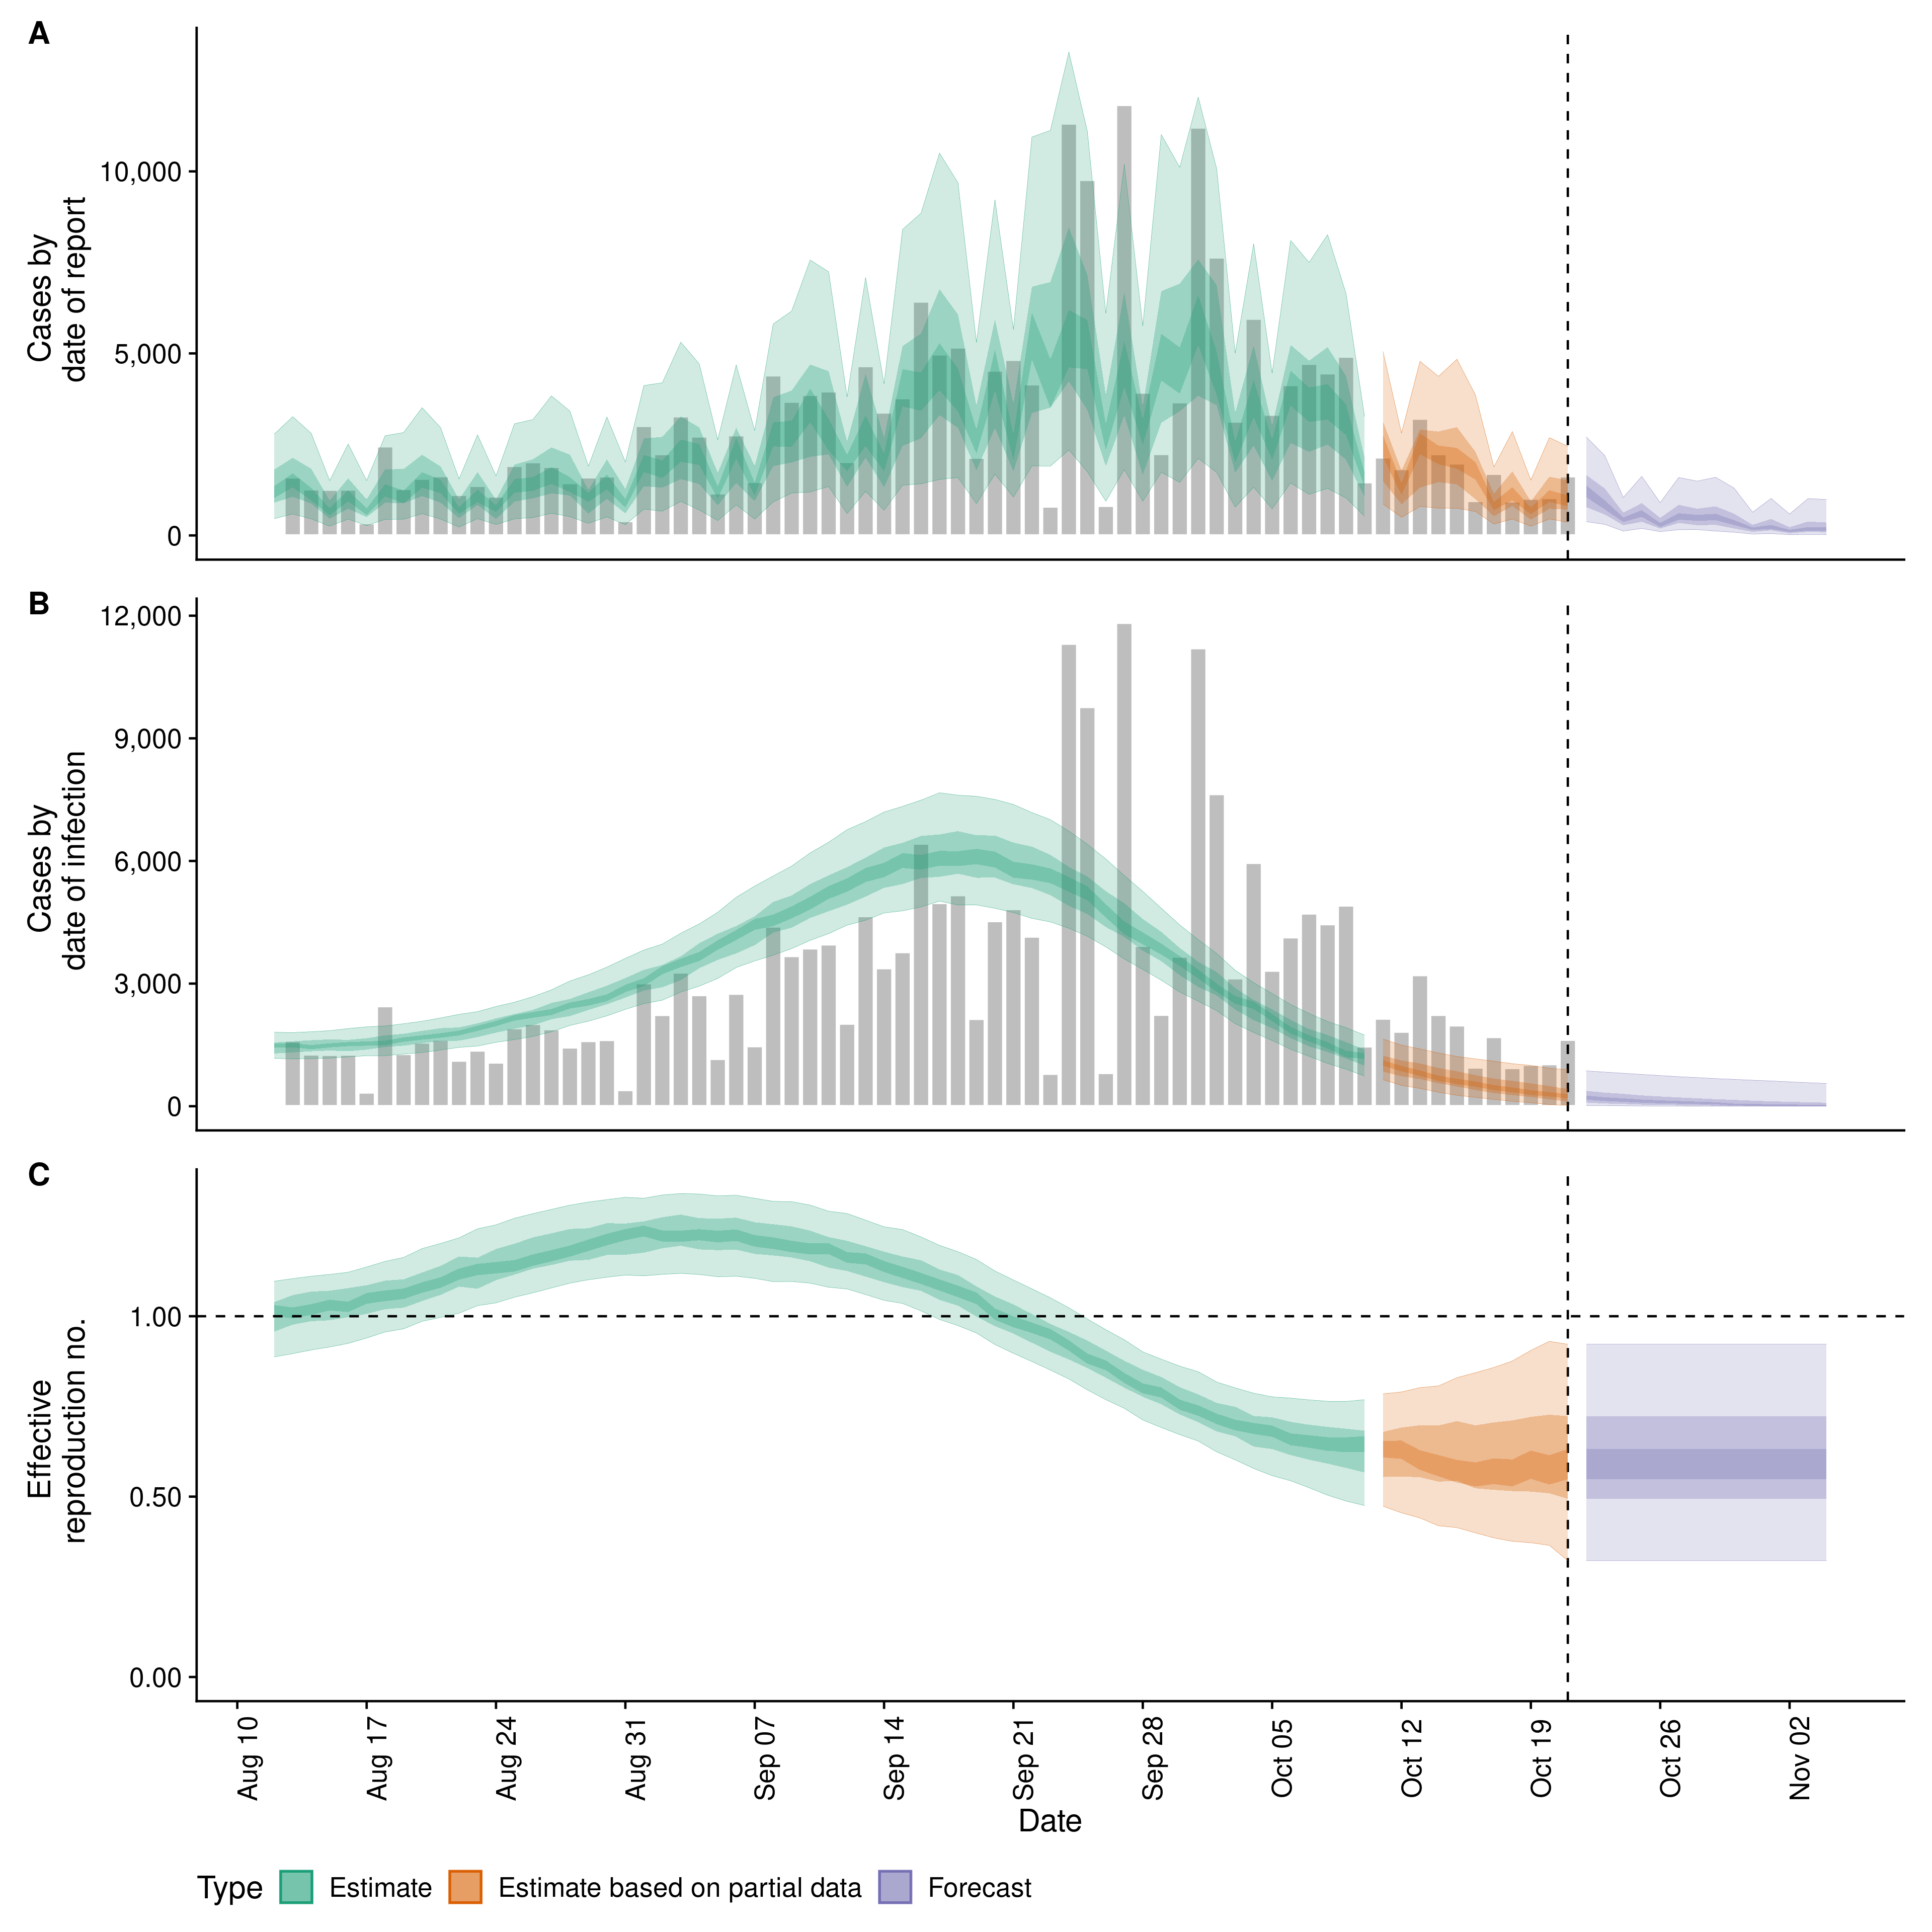 A
Cases by
date of report
10,000
5,000
0
B
Cases by
date of infection
12,000
9,000
6,000
3,000
0
C
Effective
reproduction no.
1.00
0.50
0.00
Aug 10
Aug 17
Aug 24
Aug 31
Sep 07
Sep 14
Sep 21
Sep 28
Oct 05
Oct 12
Oct 19
Oct 26
Nov 02
Date
Type Estimate Estimate based on partial data Forecast